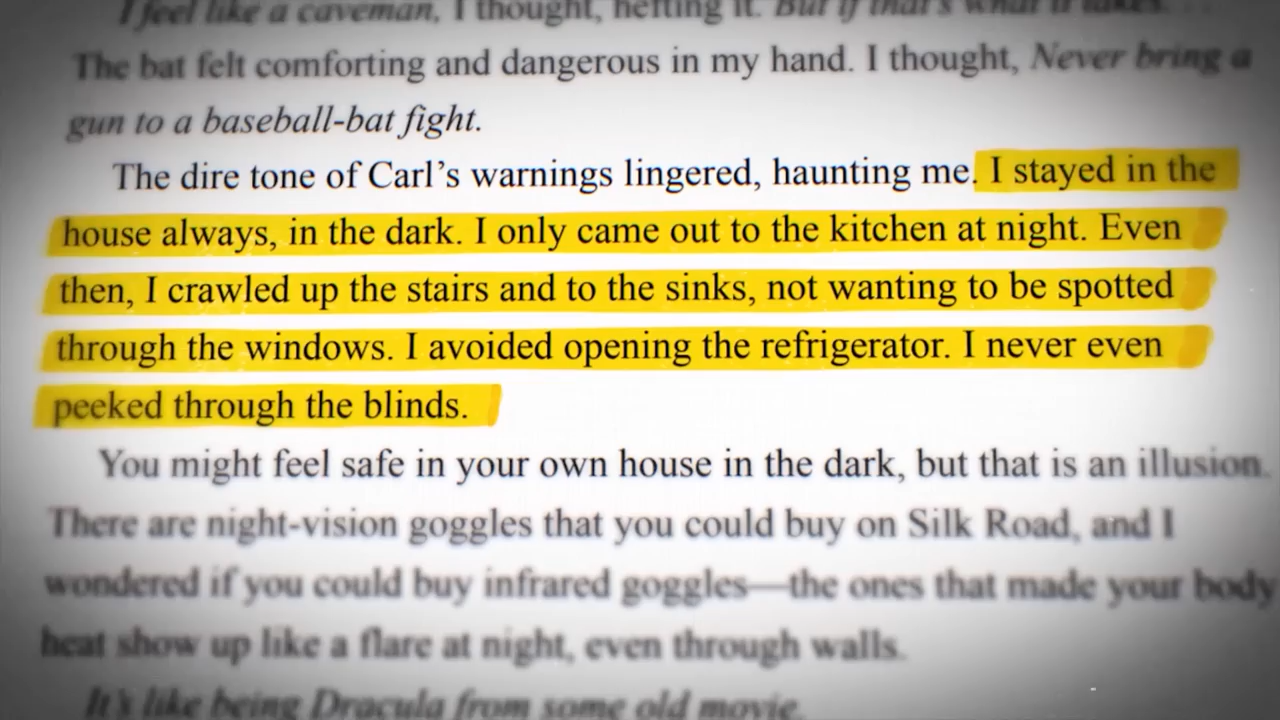 I feel like a caveman, I thought, hefting it. But if that's what it takes. . . .
The bat felt comforting and dangerous in my hand. I thought, Never bring a
gun to a baseball-bat fight.
The dire tone of Carl’s warnings lingered, haunting me. I stayed in the
house always, in the dark. I only came out to the kitchen at night. Even
then, I crawled up the stairs and to the sinks, not wanting to be spotted
through the windows. I avoided opening the refrigerator. I never even
peeked through the blinds.
You might feel safe in your own house in the dark, but that is an illusion.
There are night-vision goggles that you could buy on Silk Road, and I
wondered if you could buy infrared goggles—the ones that made your body
heat show up like a flare at night, even through walls.
It's like being Dracula from some old movie.